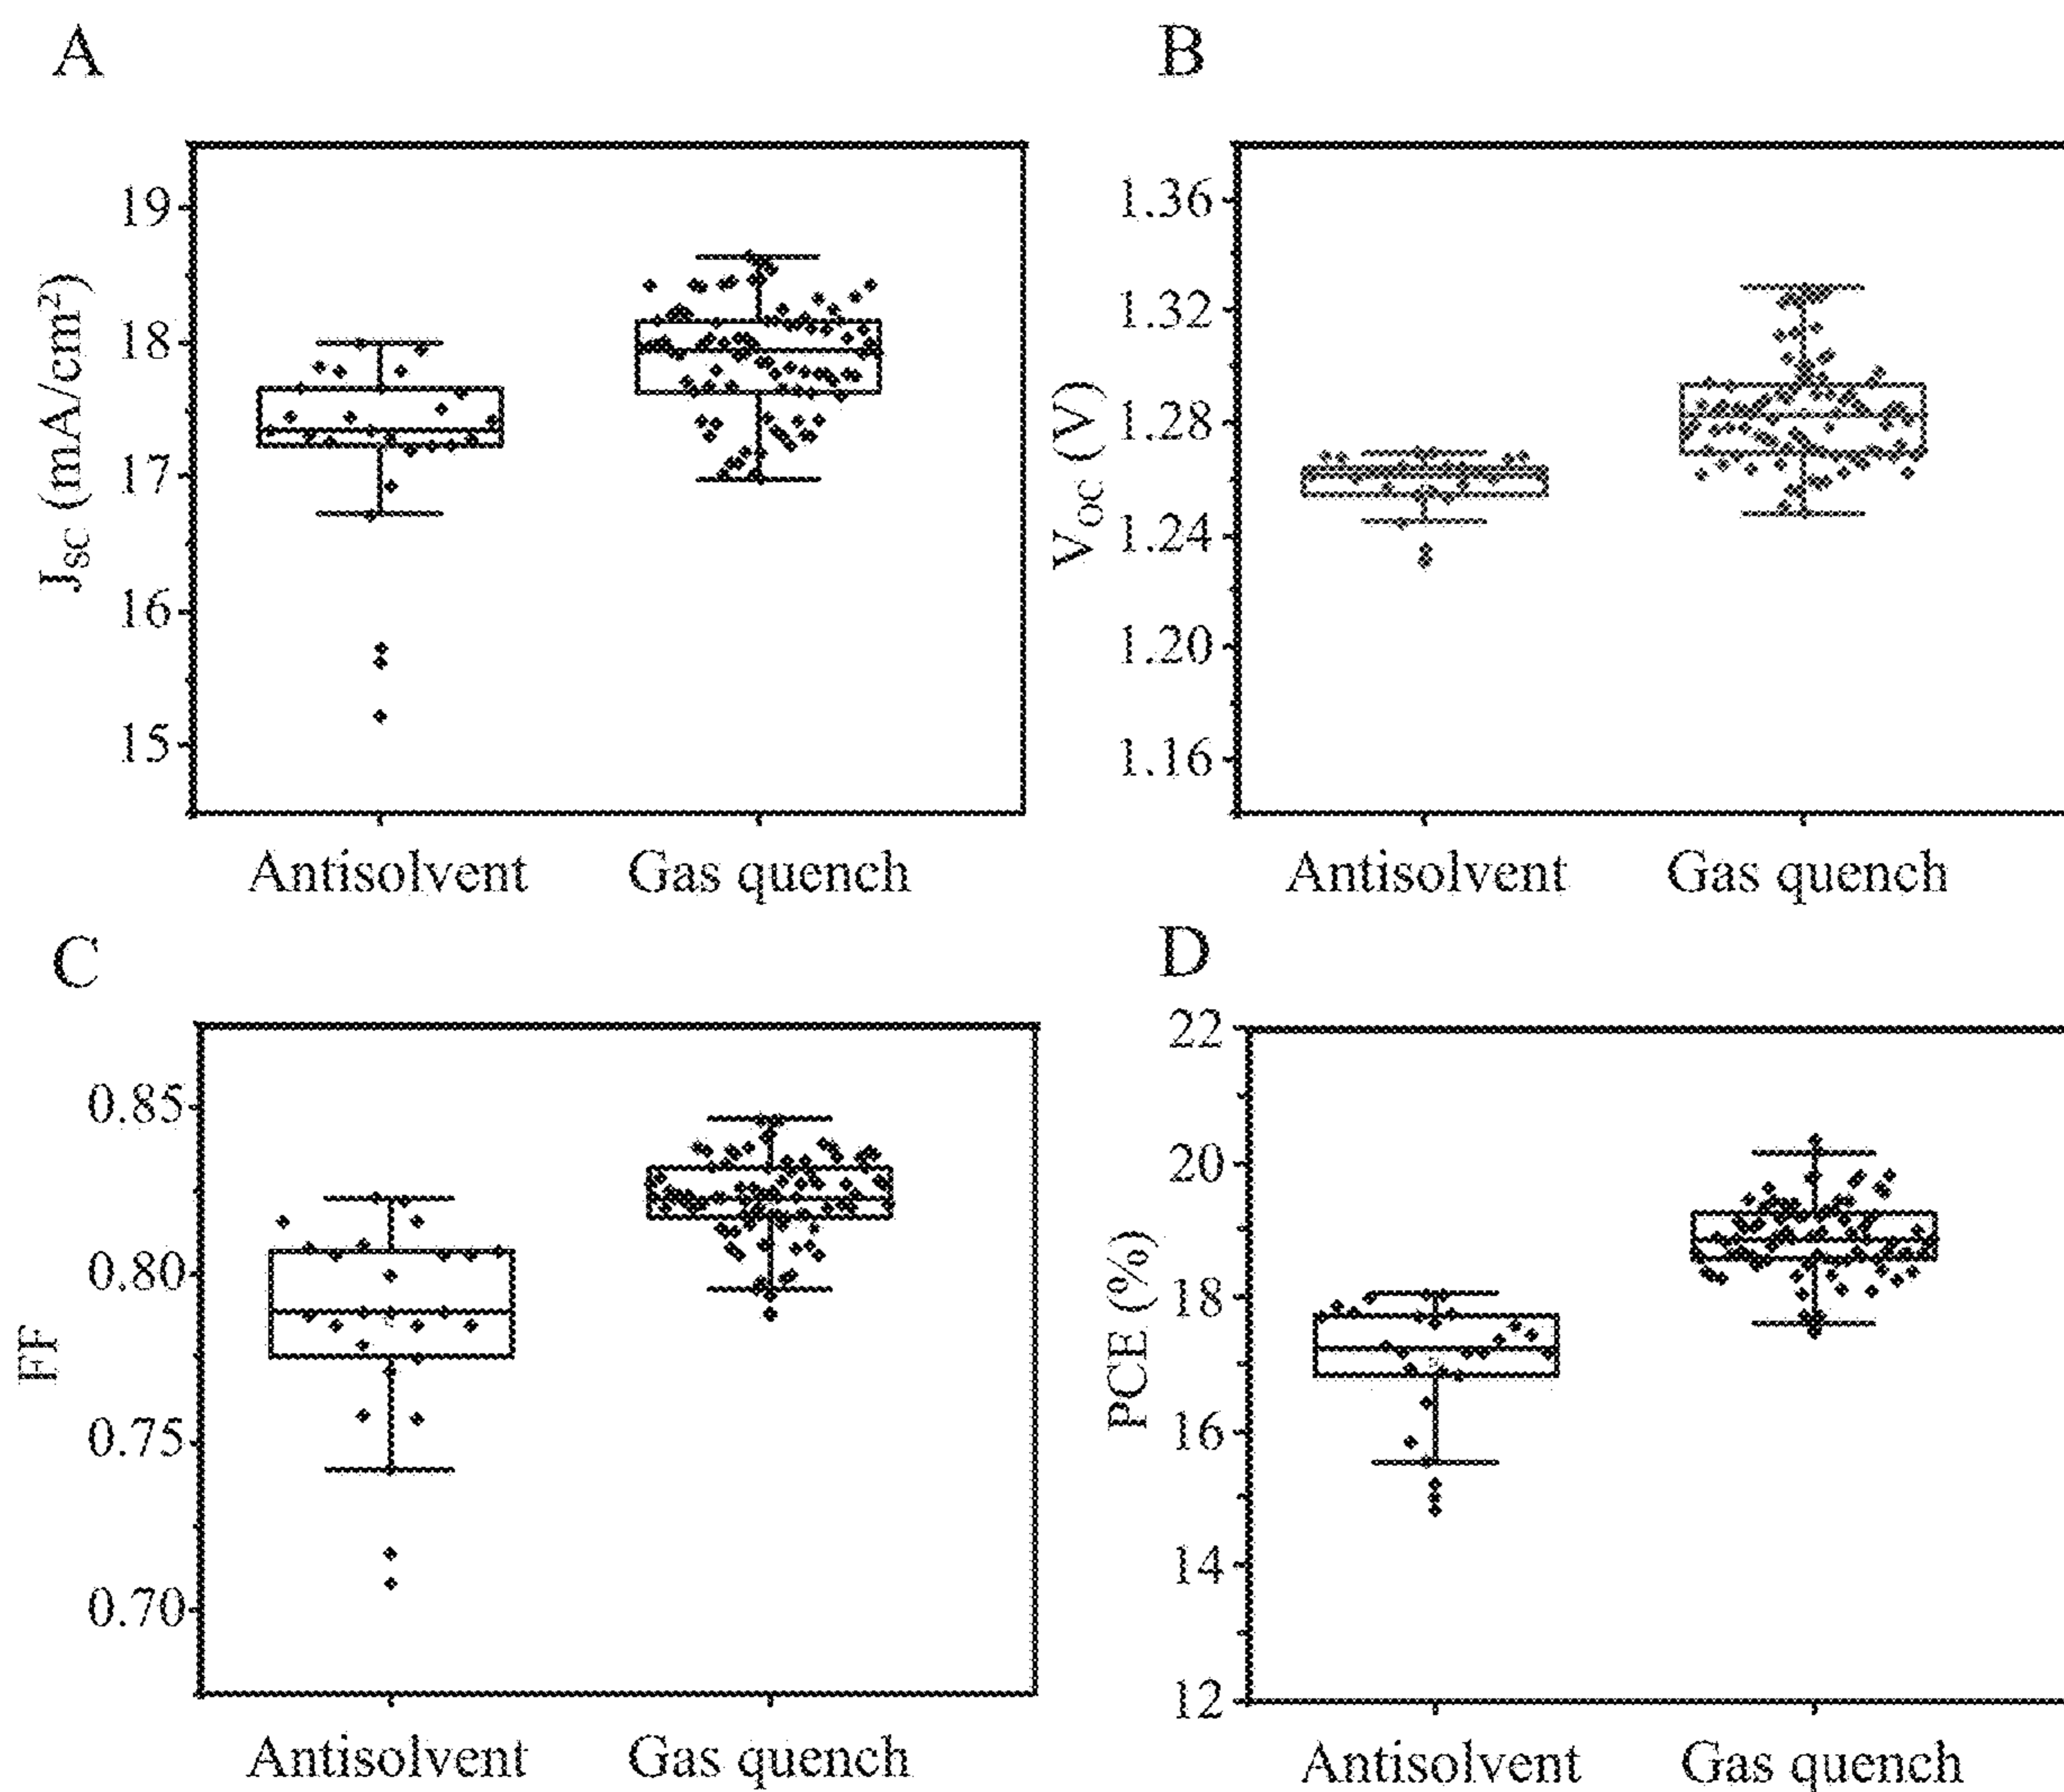 A
B
19
18
17
16
15
J_SC (mA/cm²)
Antisolvent Gas quench
1.36
1.32
1.28
1.24
1.20
1.16
V_OC (V)
Antisolvent Gas quench
C
D
0.85
0.80
0.75
0.70
FF
Antisolvent Gas quench
22
20
18
16
14
12
PCE (%)
Antisolvent Gas quench